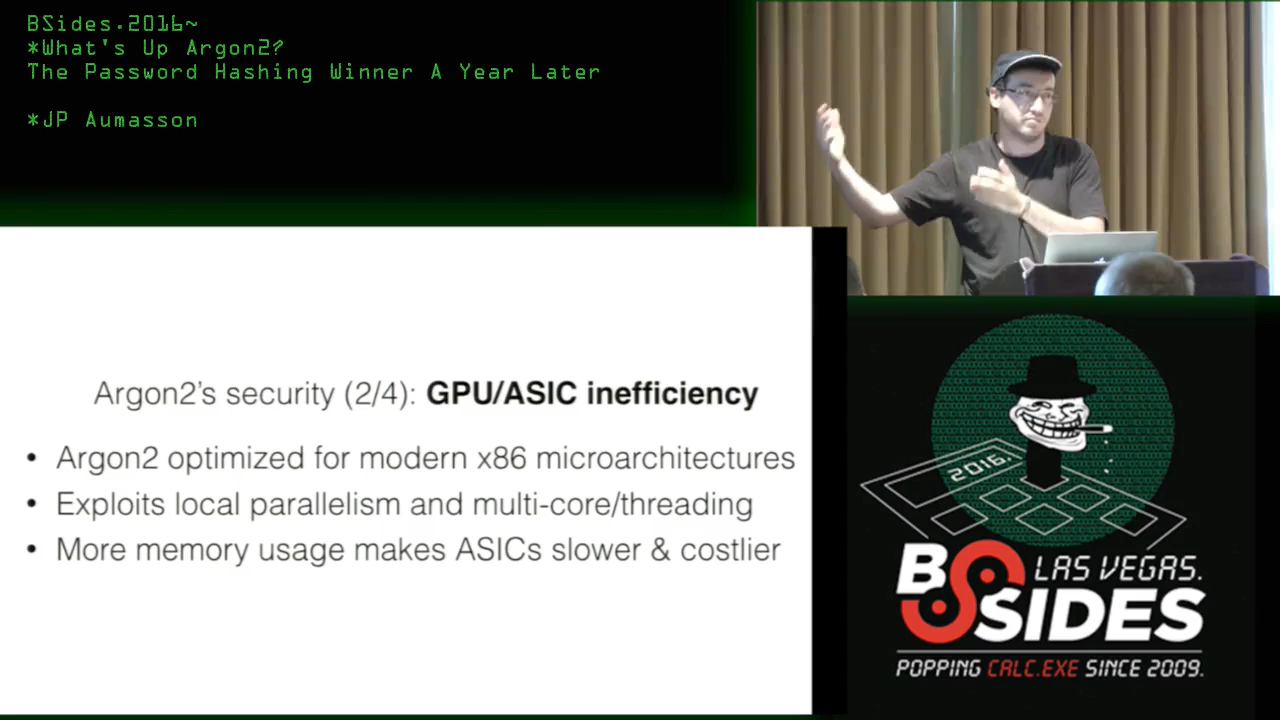 BSides.2016~
*What's Up Argon2?
The Password Hashing Winner A Year Later
*JP Aumasson
Argon2's security (2/4): GPU/ASIC inefficiency
• Argon2 optimized for modern x86 microarchitectures
• Exploits local parallelism and multi-core/threading
• More memory usage makes ASICs slower & costlier
2016.
BSIDES
LAS VEGAS.
POPPING CALC.EXE SINCE 2009.